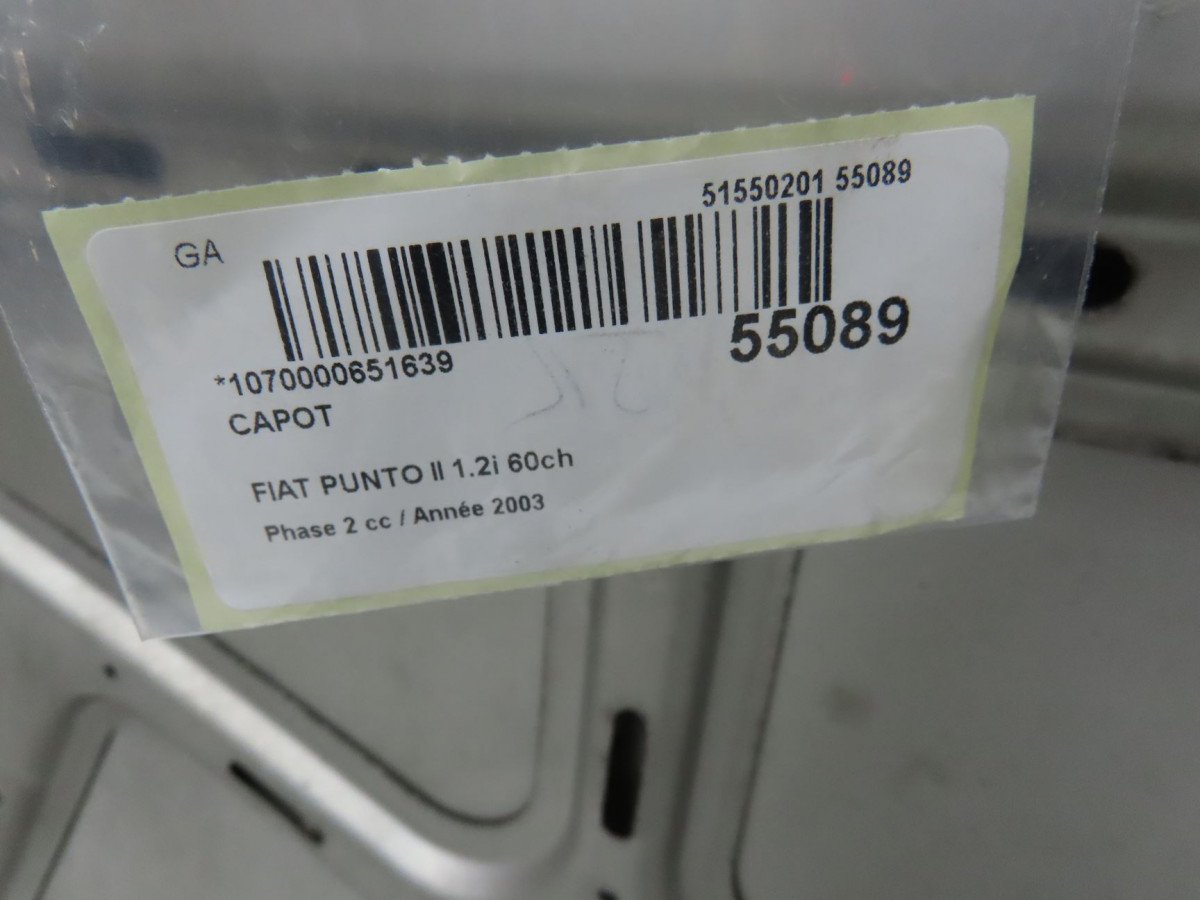 51550201 55089
GA
55089
*1070000651639
CAPOT
FIAT PUNTO II 1.2i 60ch
Phase 2 cc / Année 2003